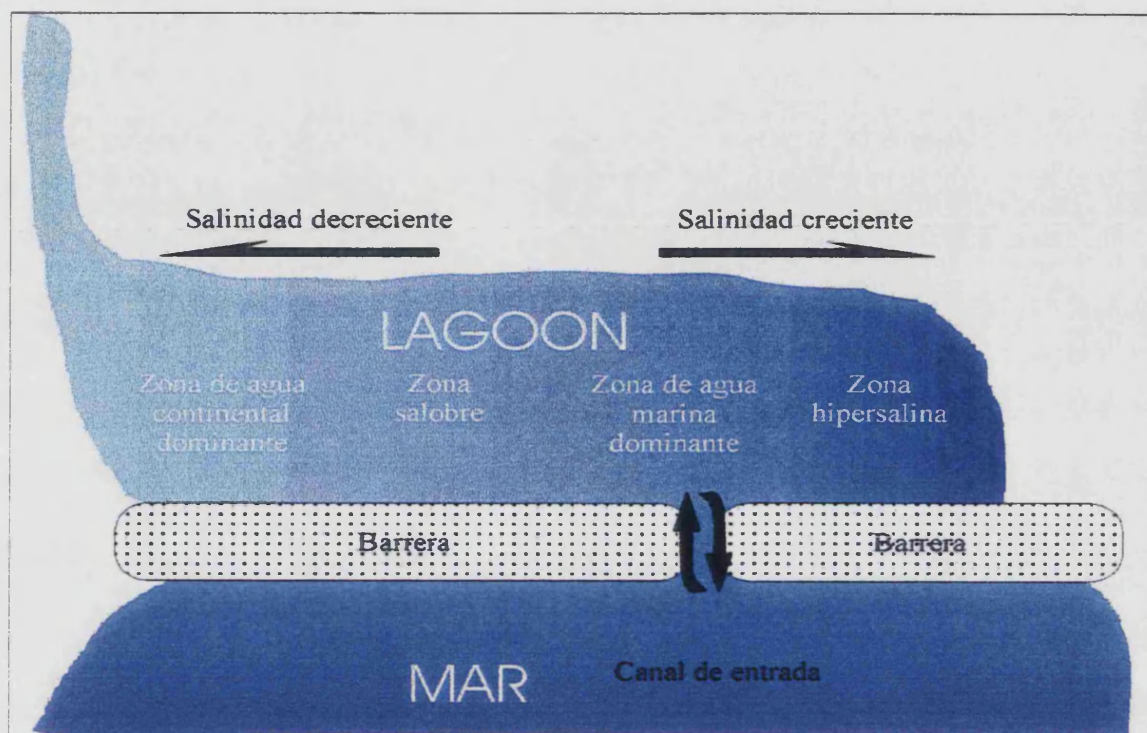 Salinidad decreciente
Salinidad creciente
LAGOON
Zona de agua
continental
dominante
Zona
salobre
Zona de agua
marina
dominante
Zona
hipersalina
Barrera
Barrera
Canal de entrada
MAR